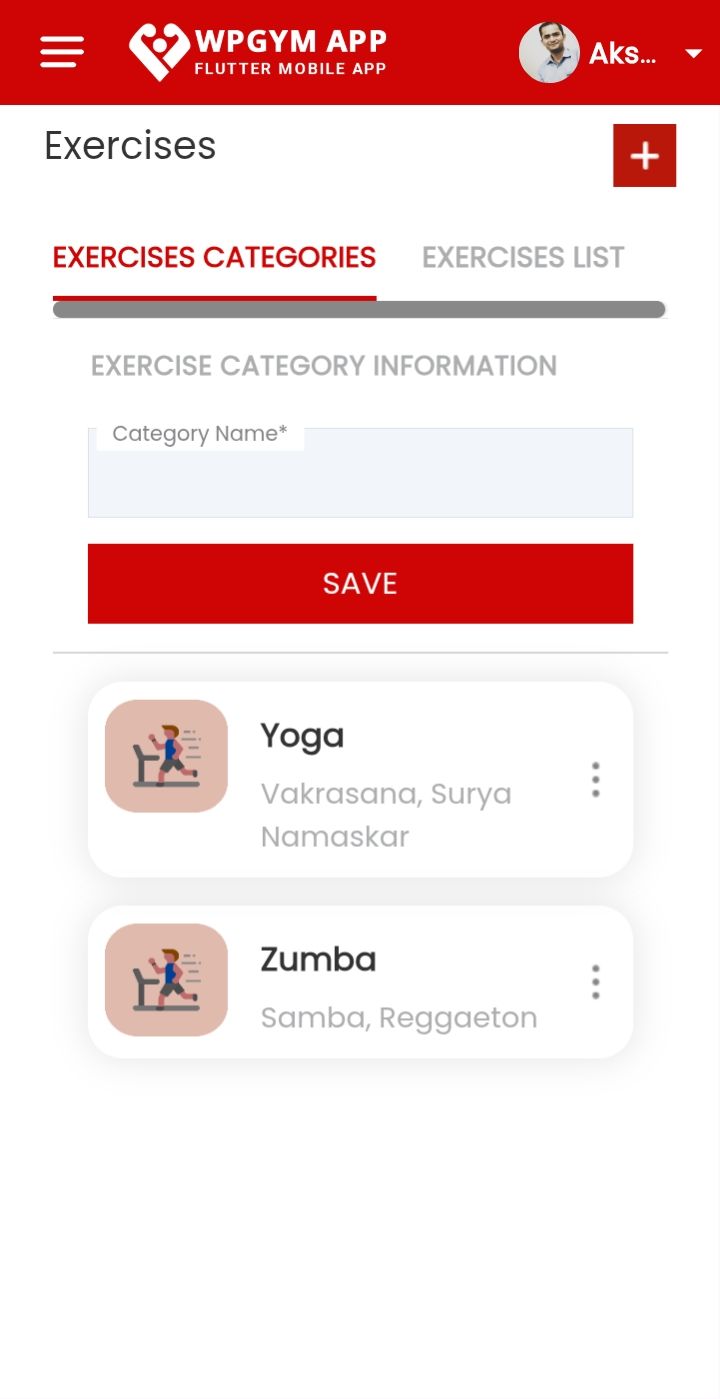 WPGYM APP
FLUTTER MOBILE APP
Aks...
Exercises
EXERCISES CATEGORIES
EXERCISES LIST
EXERCISE CATEGORY INFORMATION
Category Name*
SAVE
Yoga
Vakrasana, Surya
Namaskar
Zumba
Samba, Reggaeton